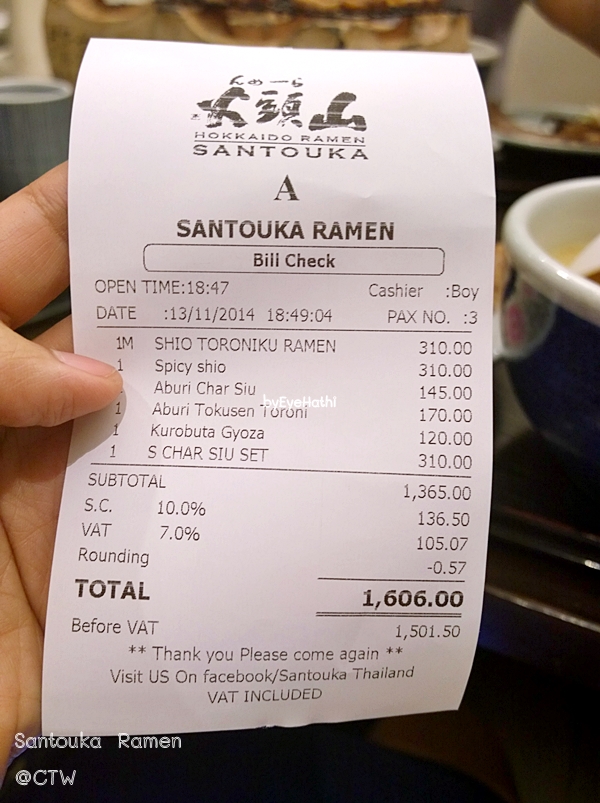 らーめん
山頭火
HOKKAIDO RAMEN
SANTOUKA
A
SANTOUKA RAMEN
Bill Check
OPEN TIME:18:47 Cashier :Boy
DATE :13/11/2014 18:49:04 PAX NO. :3
1M SHIO TORONIKU RAMEN 310.00
1 Spicy shio 310.00
Aburi Char Siu 145.00
byEveHathI
1 Aburi Tokusen Toroni 170.00
1 Kurobuta Gyoza 120.00
1 S CHAR SIU SET 310.00
SUBTOTAL 1,365.00
S.C. 10.0% 136.50
VAT 7.0% 105.07
Rounding -0.57
TOTAL 1,606.00
Before VAT 1,501.50
** Thank you Please come again **
Visit US On facebook/Santouka Thailand
VAT INCLUDED
Santouka Ramen
@CTW